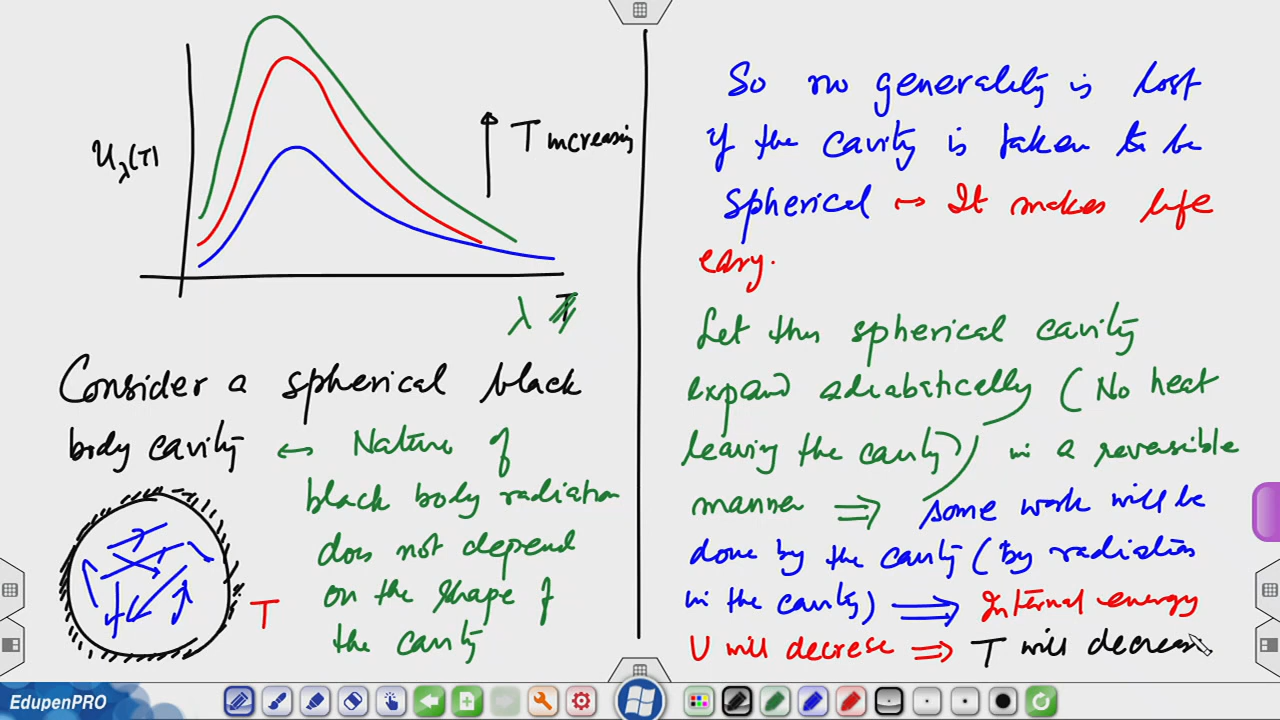 u_λ(T)
T increasing
λ
Consider a spherical black
body cavity ← Nature of
black body radiation
does not depend
on the shape of
the cavity
T
So no generality is lost
if the cavity is taken to be
spherical → It makes life
easy.
Let this spherical cavity
expand adiabatically (No heat
leaving the cavity) in a reversible
manner ⇒ some work will be
done by the cavity (by radiation
in the cavity) ⇒ Internal energy
U will decrese ⇒ T will decreas
EdupenPRO